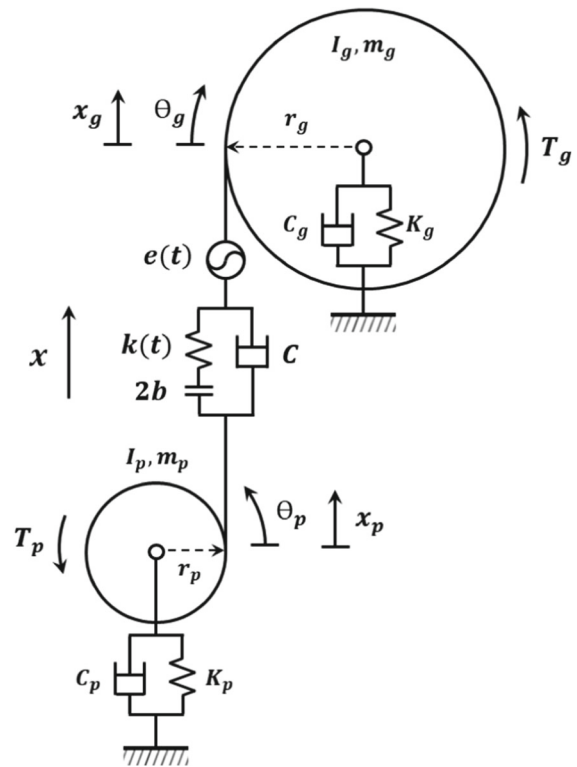 I_g, m_g
x_g
Θ_g
r_g
T_g
C_g
K_g
e(t)
k(t)
C
x
2b
I_p, m_p
Θ_p
x_p
T_p
r_p
C_p
K_p